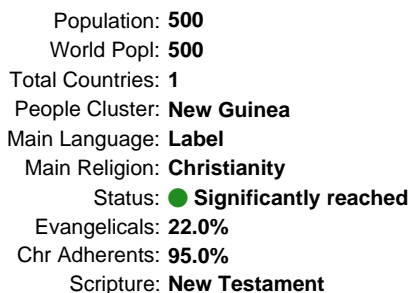 Population: 500
World Popl: 500
Total Countries: 1
People Cluster: New Guinea
Main Language: Label
Main Religion: Christianity
Status: Significantly reached
Evangelicals: 22.0%
Chr Adherents: 95.0%
Scripture: New Testament